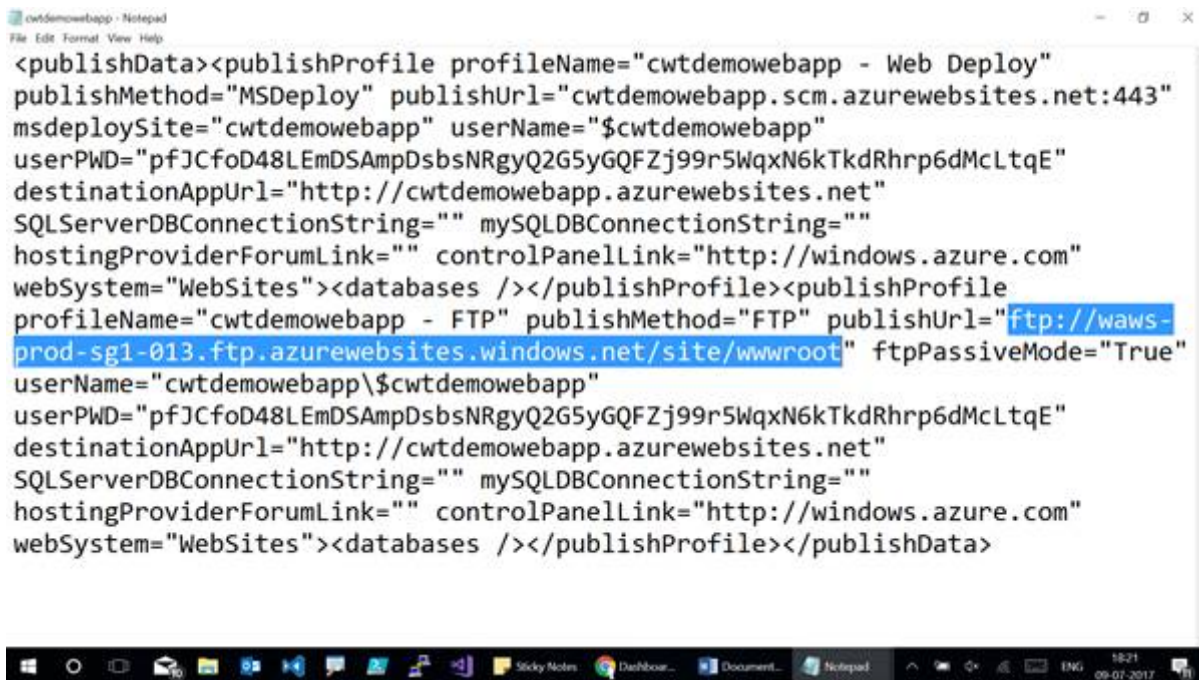 cwtdemowebapp - Notepad
File Edit Format View Help
<publishData><publishProfile profileName="cwtdemowebapp - Web Deploy"
publishMethod="MSDeploy" publishUrl="cwtdemowebapp.scm.azurewebsites.net:443"
msdeploySite="cwtdemowebapp" userName="$cwtdemowebapp"
userPWD="pfJCfoD48LEmDSAmpDsbsNRgyQ2G5yGQFZj99r5WqxN6kTkdRhrp6dMcLtqE"
destinationAppUrl="http://cwtdemowebapp.azurewebsites.net"
SQLServerDBConnectionString="" mySQLDBConnectionString=""
hostingProviderForumLink="" controlPanelLink="http://windows.azure.com"
webSystem="WebSites"><databases /></publishProfile><publishProfile
profileName="cwtdemowebapp - FTP" publishMethod="FTP" publishUrl="ftp://waws-
prod-sg1-013.ftp.azurewebsites.windows.net/site/wwwroot" ftpPassiveMode="True"
userName="cwtdemowebapp\$cwtdemowebapp"
userPWD="pfJCfoD48LEmDSAmpDsbsNRgyQ2G5yGQFZj99r5WqxN6kTkdRhrp6dMcLtqE"
destinationAppUrl="http://cwtdemowebapp.azurewebsites.net"
SQLServerDBConnectionString="" mySQLDBConnectionString=""
hostingProviderForumLink="" controlPanelLink="http://windows.azure.com"
webSystem="WebSites"><databases /></publishProfile></publishData>
Sticky Notes Dashboar... Document... Notepad ENG 18:21
09-07-2017